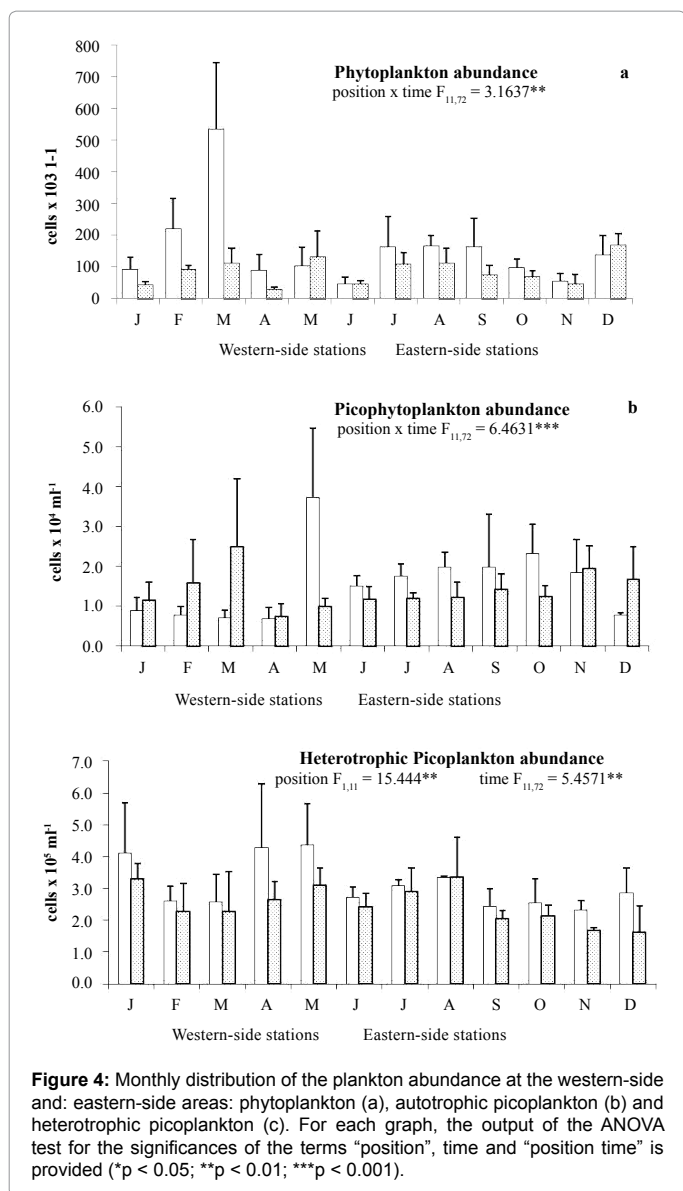 Phytoplankton abundance a
position x time F11,72 = 3.1637**
cells x 103 1-1
800
700
600
500
400
300
200
100
0
J F M A M J J A S O N D
Western-side stations Eastern-side stations
Picophytoplankton abundance b
position x time F11,72 = 6.4631***
cells x 10⁴ ml-1
6.0
5.0
4.0
3.0
2.0
1.0
0.0
J F M A M J J A S O N D
Western-side stations Eastern-side stations
Heterotrophic Picoplankton abundance
position F1,11 = 15.444** time F11,72 = 5.4571**
cells x 10⁵ ml-1
7.0
6.0
5.0
4.0
3.0
2.0
1.0
0.0
J F M A M J J A S O N D
Western-side stations Eastern-side stations
Figure 4: Monthly distribution of the plankton abundance at the western-side
and: eastern-side areas: phytoplankton (a), autotrophic picoplankton (b) and
heterotrophic picoplankton (c). For each graph, the output of the ANOVA
test for the significances of the terms “position”, time and “position time” is
provided (*p < 0.05; **p < 0.01; ***p < 0.001).